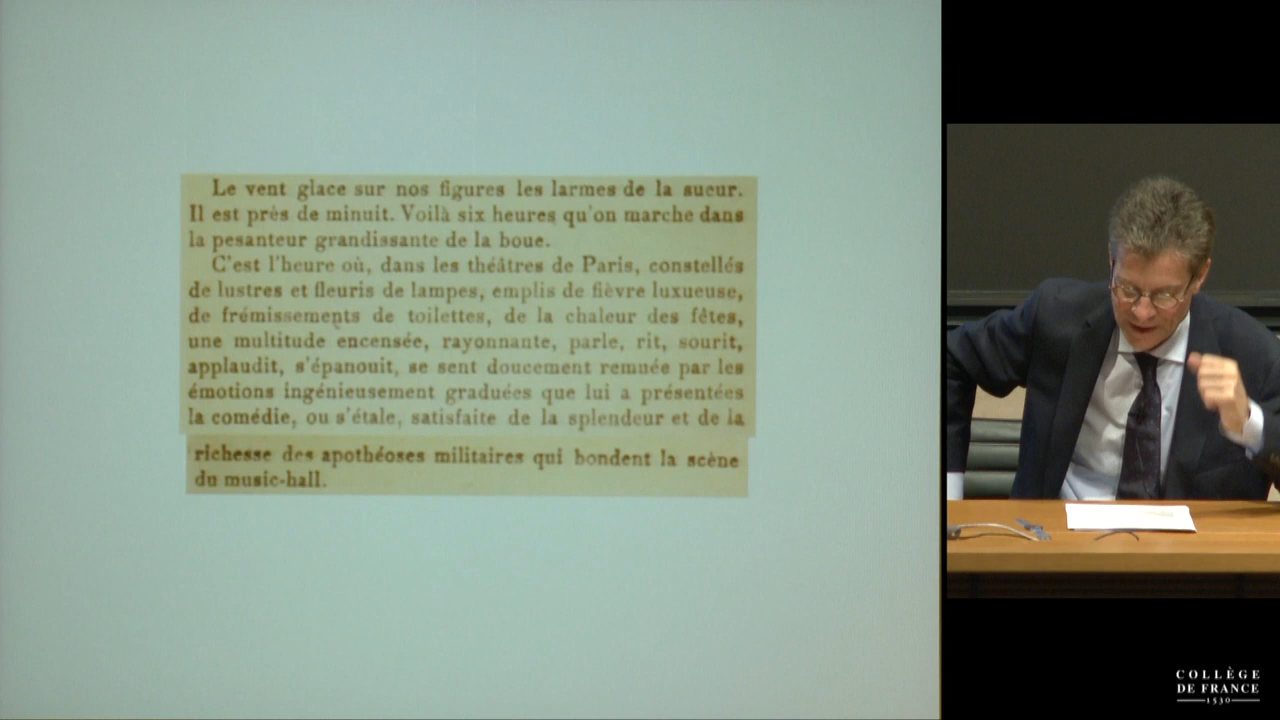 Le vent glace sur nos figures les larmes de la sueur.
Il est près de minuit. Voilà six heures qu'on marche dans
la pesanteur grandissante de la boue.
C'est l'heure où, dans les théâtres de Paris, constellés
de lustres et fleuris de lampes, emplis de fièvre luxueuse,
de frémissements de toilettes, de la chaleur des fêtes,
une multitude encensée, rayonnante, parle, rit, sourit,
applaudit, s'épanouit, se sent doucement remuée par les
émotions ingénieusement graduées que lui a présentées
la comédie, ou s'étale, satisfaite de la splendeur et de la
richesse des apothéoses militaires qui bondent la scène
du music-hall.
COLLÈGE
DE FRANCE
1530